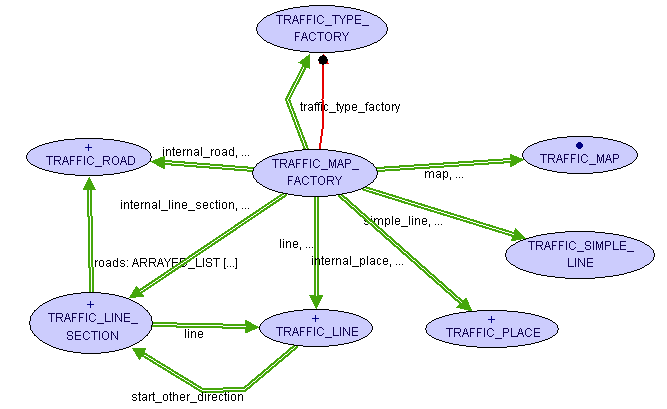 TRAFFIC_TYPE_
FACTORY
traffic_type_factory
+
TRAFFIC_ROAD
internal_road, ...
TRAFFIC_MAP_
FACTORY
map, ...
TRAFFIC_MAP
internal_line_section, ...
simple_line, ...
line, ...
internal_place, ...
TRAFFIC_SIMPLE_
LINE
roads: ARRAYED_LIST [...]
+
TRAFFIC_LINE_
SECTION
line
+
TRAFFIC_LINE
+
TRAFFIC_PLACE
start_other_direction